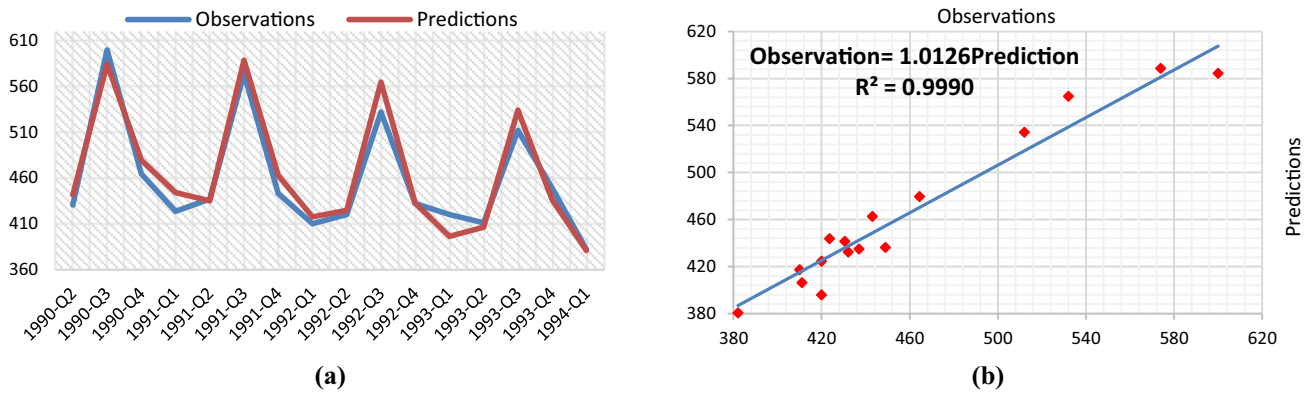 Observations Predictions
610
560
510
460
410
360
1990-Q2
1990-Q3
1990-Q4
1991-Q1
1991-Q2
1991-Q3
1991-Q4
1992-Q1
1992-Q2
1992-Q3
1992-Q4
1993-Q1
1993-Q2
1993-Q3
1993-Q4
1994-Q1
(a)
Observations
620
580
540
500
460
420
380
Observation= 1.0126Prediction
R² = 0.9990
Predictions
380 420 460 500 540 580 620
(b)